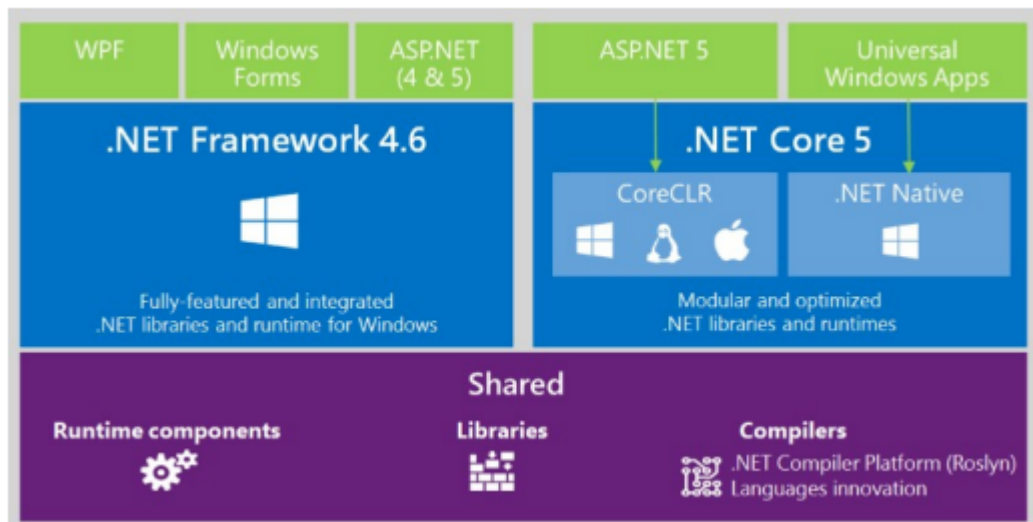 WPF
Windows
Forms
ASP.NET
(4 & 5)
ASP.NET 5
Universal
Windows Apps
.NET Framework 4.6
Fully-featured and integrated
.NET libraries and runtime for Windows
.NET Core 5
CoreCLR
.NET Native
Modular and optimized
.NET libraries and runtimes
Shared
Runtime components
Libraries
Compilers
.NET Compiler Platform (Roslyn)
Languages innovation